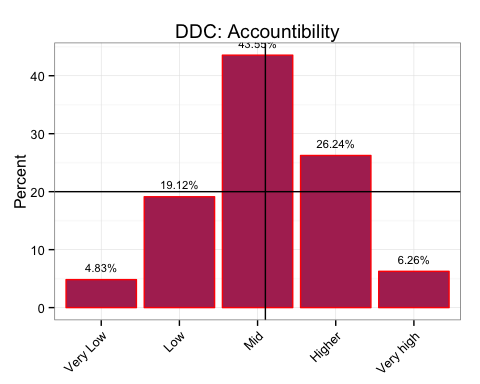 DDC: Accountibility
43.55%
40
30
26.24%
20
19.12%
10
6.26%
4.83%
0
Percent
Very Low
Low
Mid
Higher
Very high